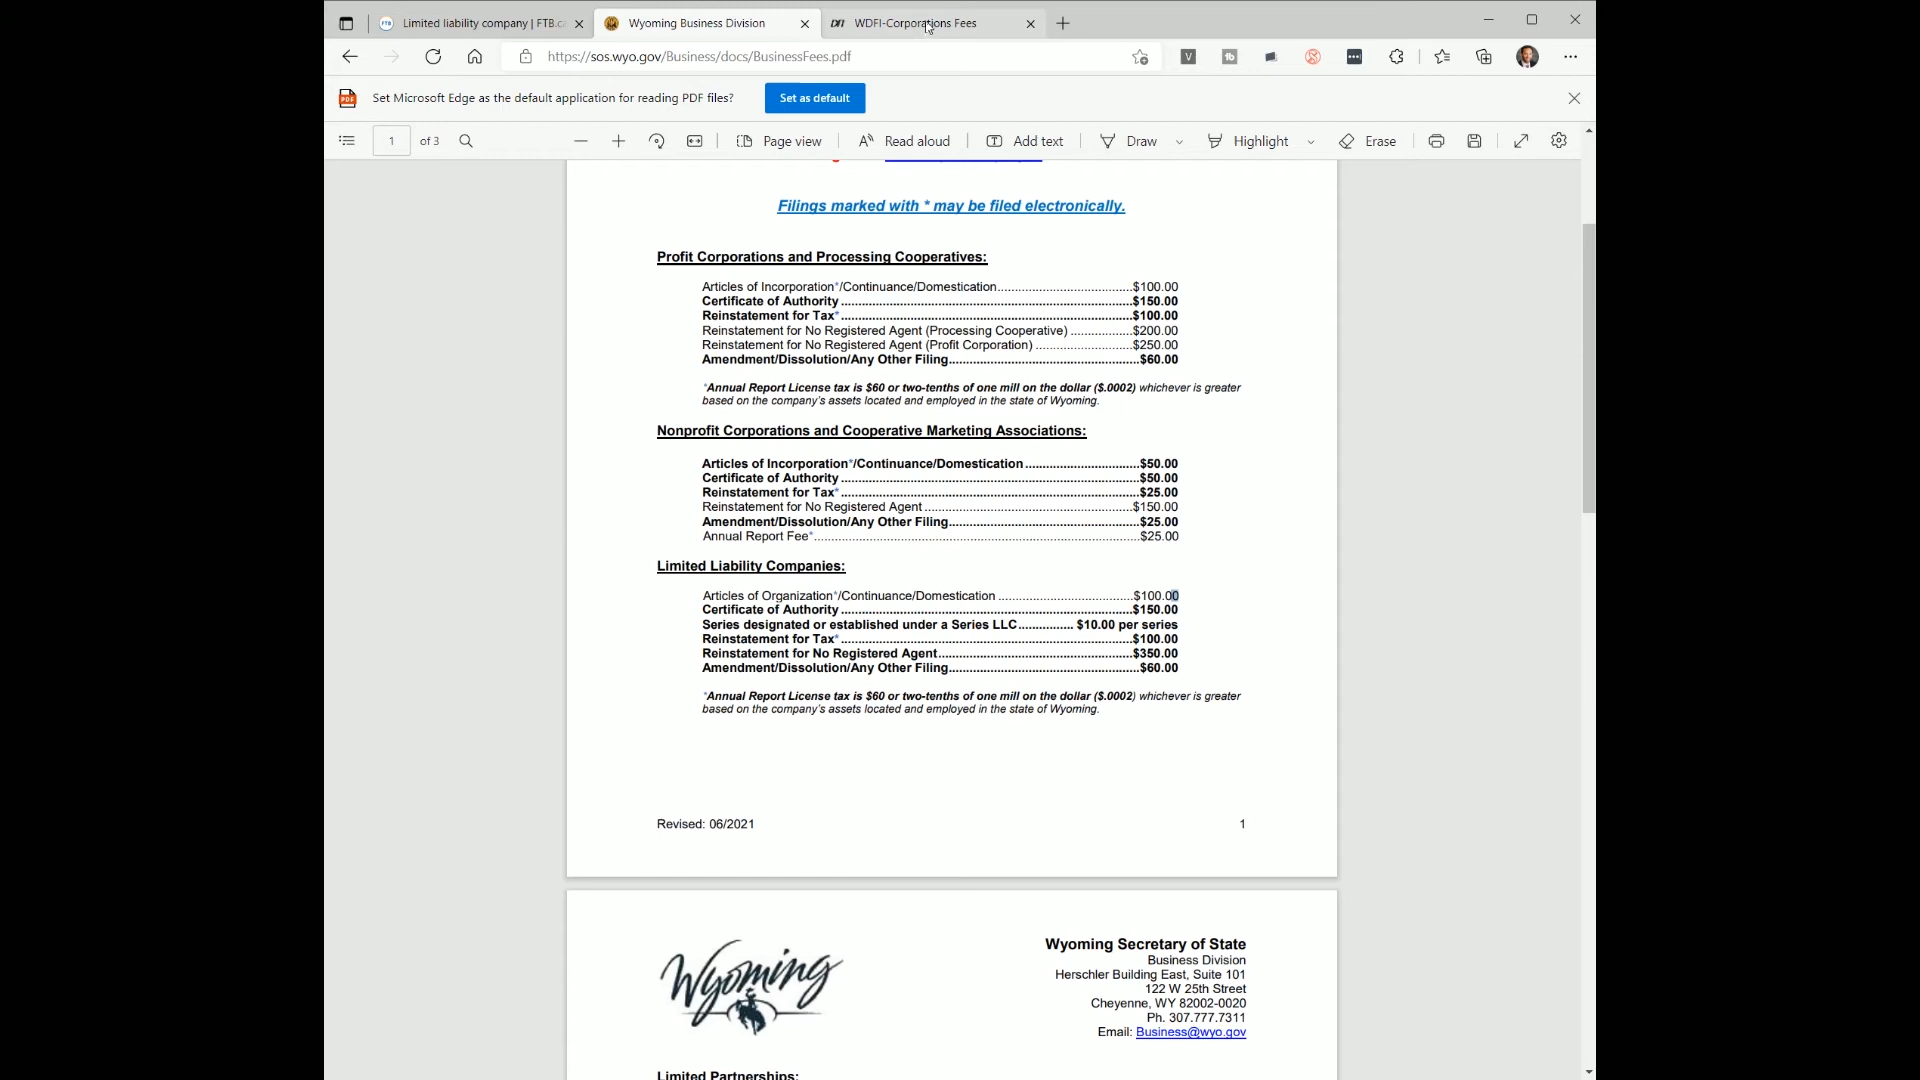 Limited liability company | FTB.c
Wyoming Business Division
DFI
WDFI-Corporations Fees
https://sos.wyo.gov/Business/docs/BusinessFees.pdf
Set Microsoft Edge as the default application for reading PDF files?
Set as default
1 of 3
Page view
Read aloud
Add text
Draw
Highlight
Erase
Filings marked with * may be filed electronically.
Profit Corporations and Processing Cooperatives:
Articles of Incorporation*/Continuance/Domestication.......................................$100.00
Certificate of Authority ....................................................................................$150.00
Reinstatement for Tax* .....................................................................................$100.00
Reinstatement for No Registered Agent (Processing Cooperative) ..................$200.00
Reinstatement for No Registered Agent (Profit Corporation) ............................$250.00
Amendment/Dissolution/Any Other Filing.......................................................$60.00
*Annual Report License tax is $60 or two-tenths of one mill on the dollar ($.0002) whichever is greater
based on the company's assets located and employed in the state of Wyoming.
Nonprofit Corporations and Cooperative Marketing Associations:
Articles of Incorporation*/Continuance/Domestication .................................$50.00
Certificate of Authority ......................................................................................$50.00
Reinstatement for Tax* .......................................................................................$25.00
Reinstatement for No Registered Agent ............................................................$150.00
Amendment/Dissolution/Any Other Filing.......................................................$25.00
Annual Report Fee*..............................................................................................$25.00
Limited Liability Companies:
Articles of Organization*/Continuance/Domestication .......................................$100.00
Certificate of Authority ....................................................................................$150.00
Series designated or established under a Series LLC................ $10.00 per series
Reinstatement for Tax* .....................................................................................$100.00
Reinstatement for No Registered Agent........................................................$350.00
Amendment/Dissolution/Any Other Filing.......................................................$60.00
*Annual Report License tax is $60 or two-tenths of one mill on the dollar ($.0002) whichever is greater
based on the company's assets located and employed in the state of Wyoming.
Revised: 06/2021
1
Wyoming
Wyoming Secretary of State
Business Division
Herschler Building East, Suite 101
122 W 25th Street
Cheyenne, WY 82002-0020
Ph. 307.777.7311
Email: Business@wyo.gov
Limited Partnerships: